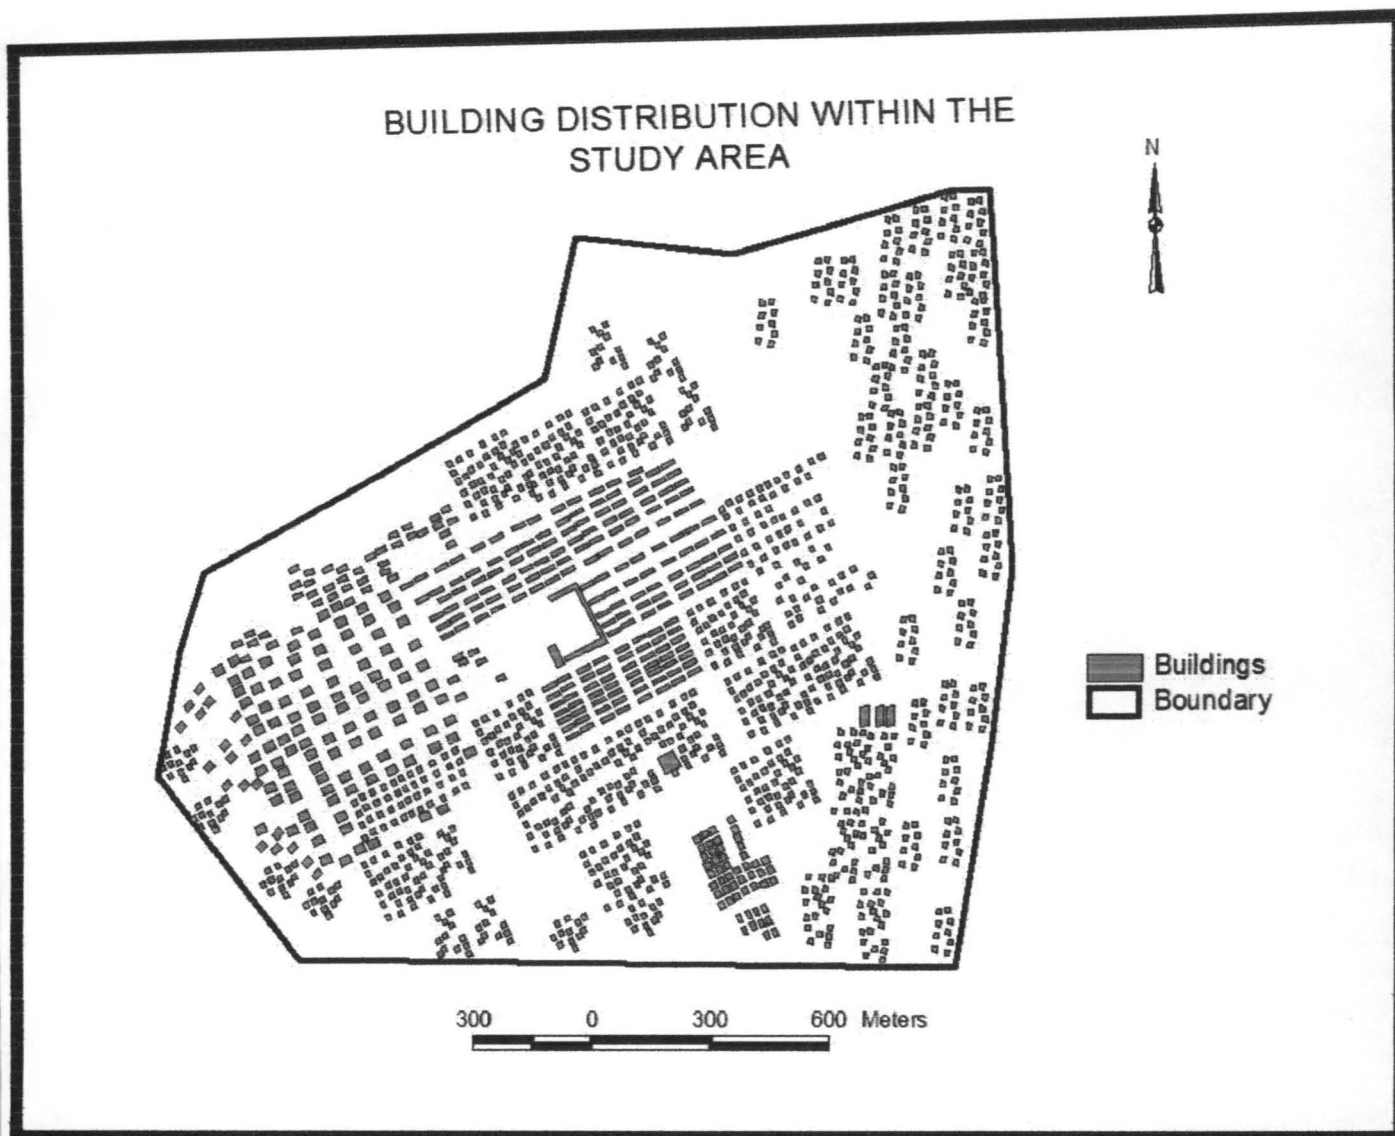 BUILDING DISTRIBUTION WITHIN THE
STUDY AREA
N
Buildings
Boundary
300 0 300 600 Meters